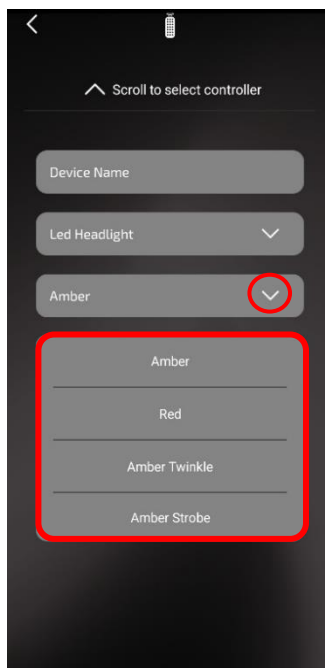 Scroll to select controller
Device Name
Led Headlight
Amber
Amber
Red
Amber Twinkle
Amber Strobe